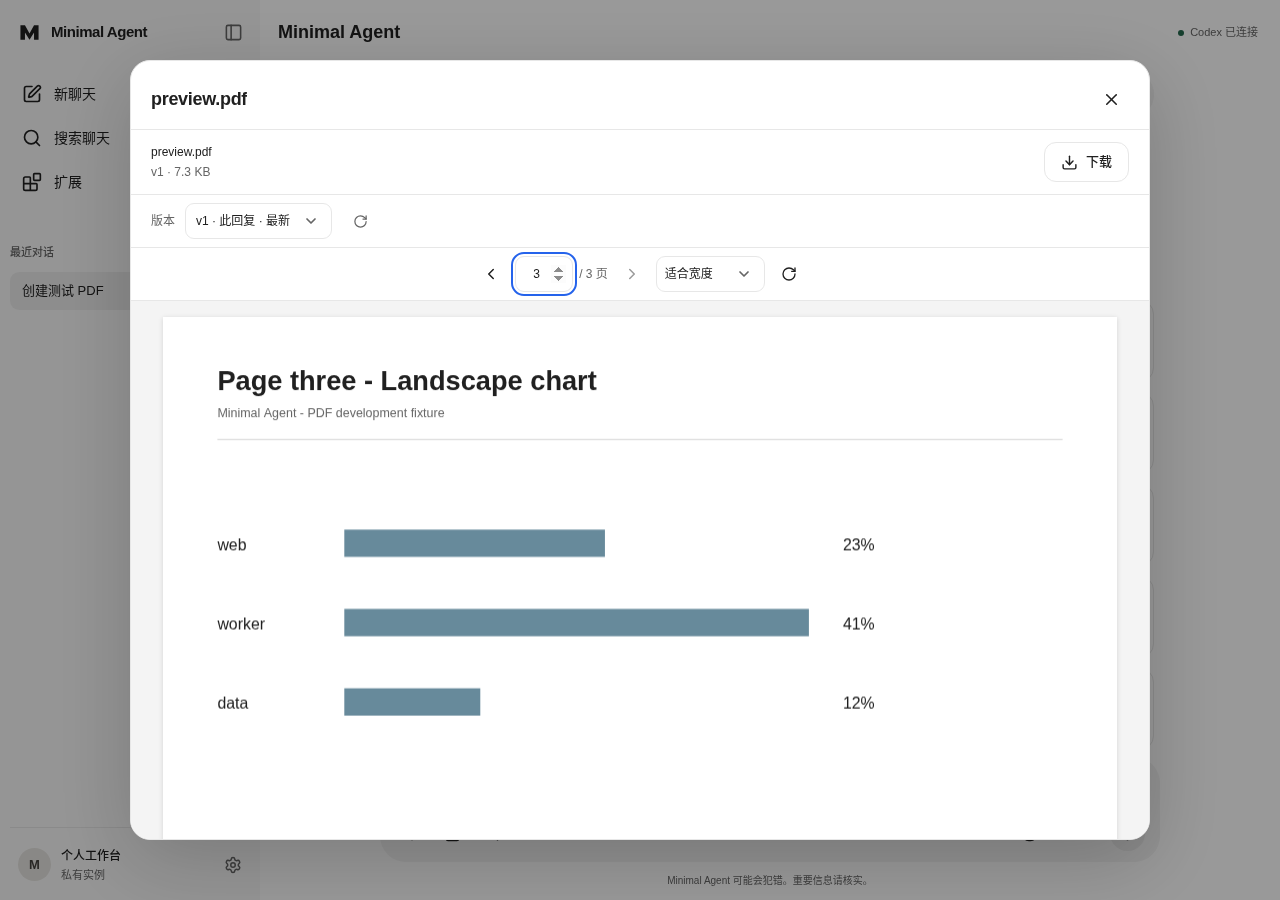 Minimal Agent
Minimal Agent
Codex 已连接
新聊天
搜索聊天
扩展
最近对话
创建测试 PDF
preview.pdf
preview.pdf
v1 · 7.3 KB
下载
版本
v1 · 此回复 · 最新
3
/ 3 页
适合宽度
Page three - Landscape chart
Minimal Agent - PDF development fixture
web
23%
worker
41%
data
12%
M
个人工作台
私有实例
Minimal Agent 可能会犯错。重要信息请核实。